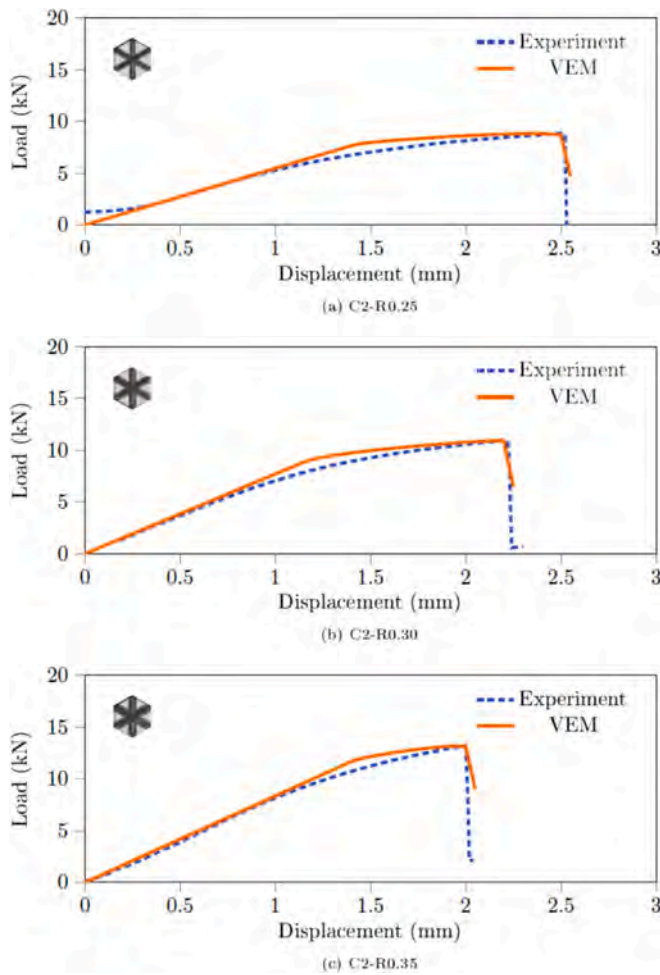 20
15
10
5
0
Load (kN)
Experiment
VEM
0 0.5 1 1.5 2 2.5 3
Displacement (mm)
(a) C2-R0.25
20
15
10
5
0
Load (kN)
Experiment
VEM
0 0.5 1 1.5 2 2.5 3
Displacement (mm)
(b) C2-R0.30
20
15
10
5
0
Load (kN)
Experiment
VEM
0 0.5 1 1.5 2 2.5 3
Displacement (mm)
(c) C2-R0.35